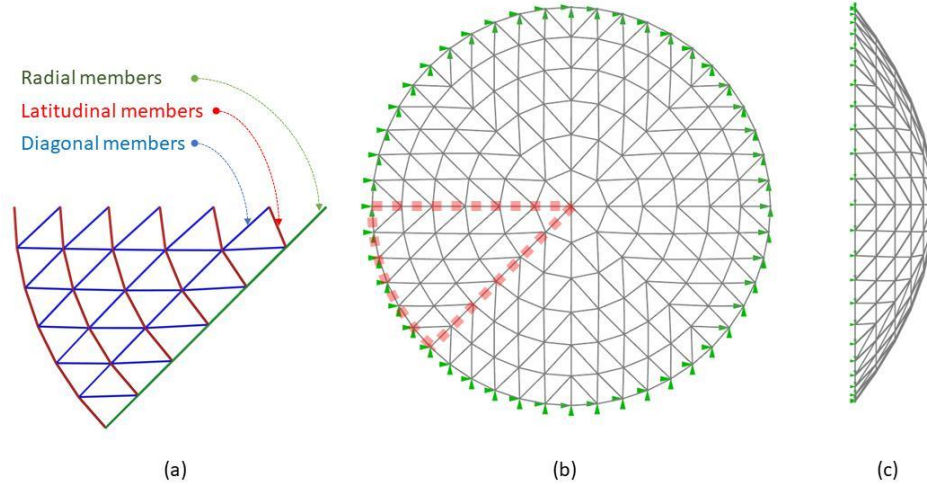 Radial members
Latitudinal members
Diagonal members
(a)
(b)
(c)